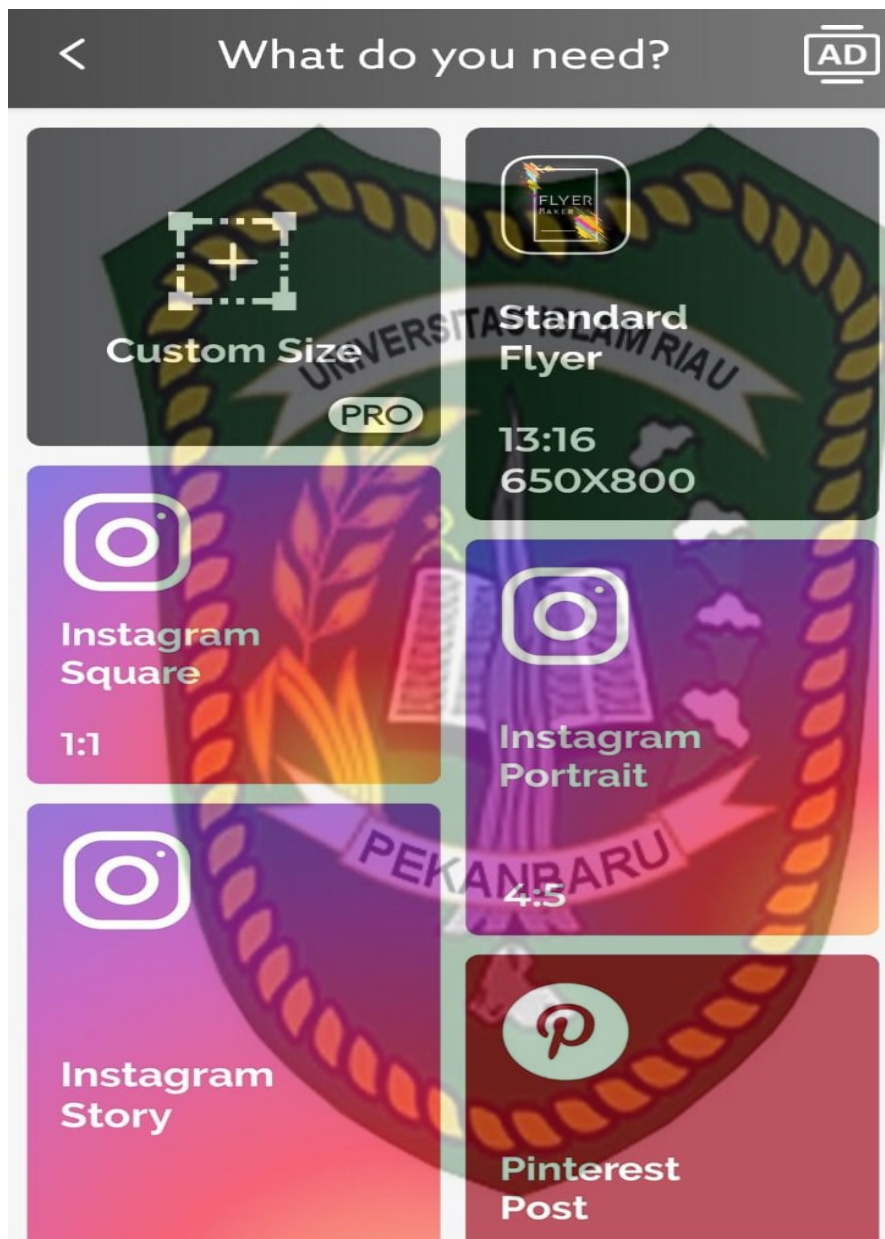 What do you need?
AD
Custom Size
PRO
FLYER
MAKER
Standard
Flyer
13:16
650X800
UNIVERSITAS ISLAM RIAU
Instagram
Square
1:1
Instagram
Portrait
4:5
PEKANBARU
Instagram
Story
Pinterest
Post